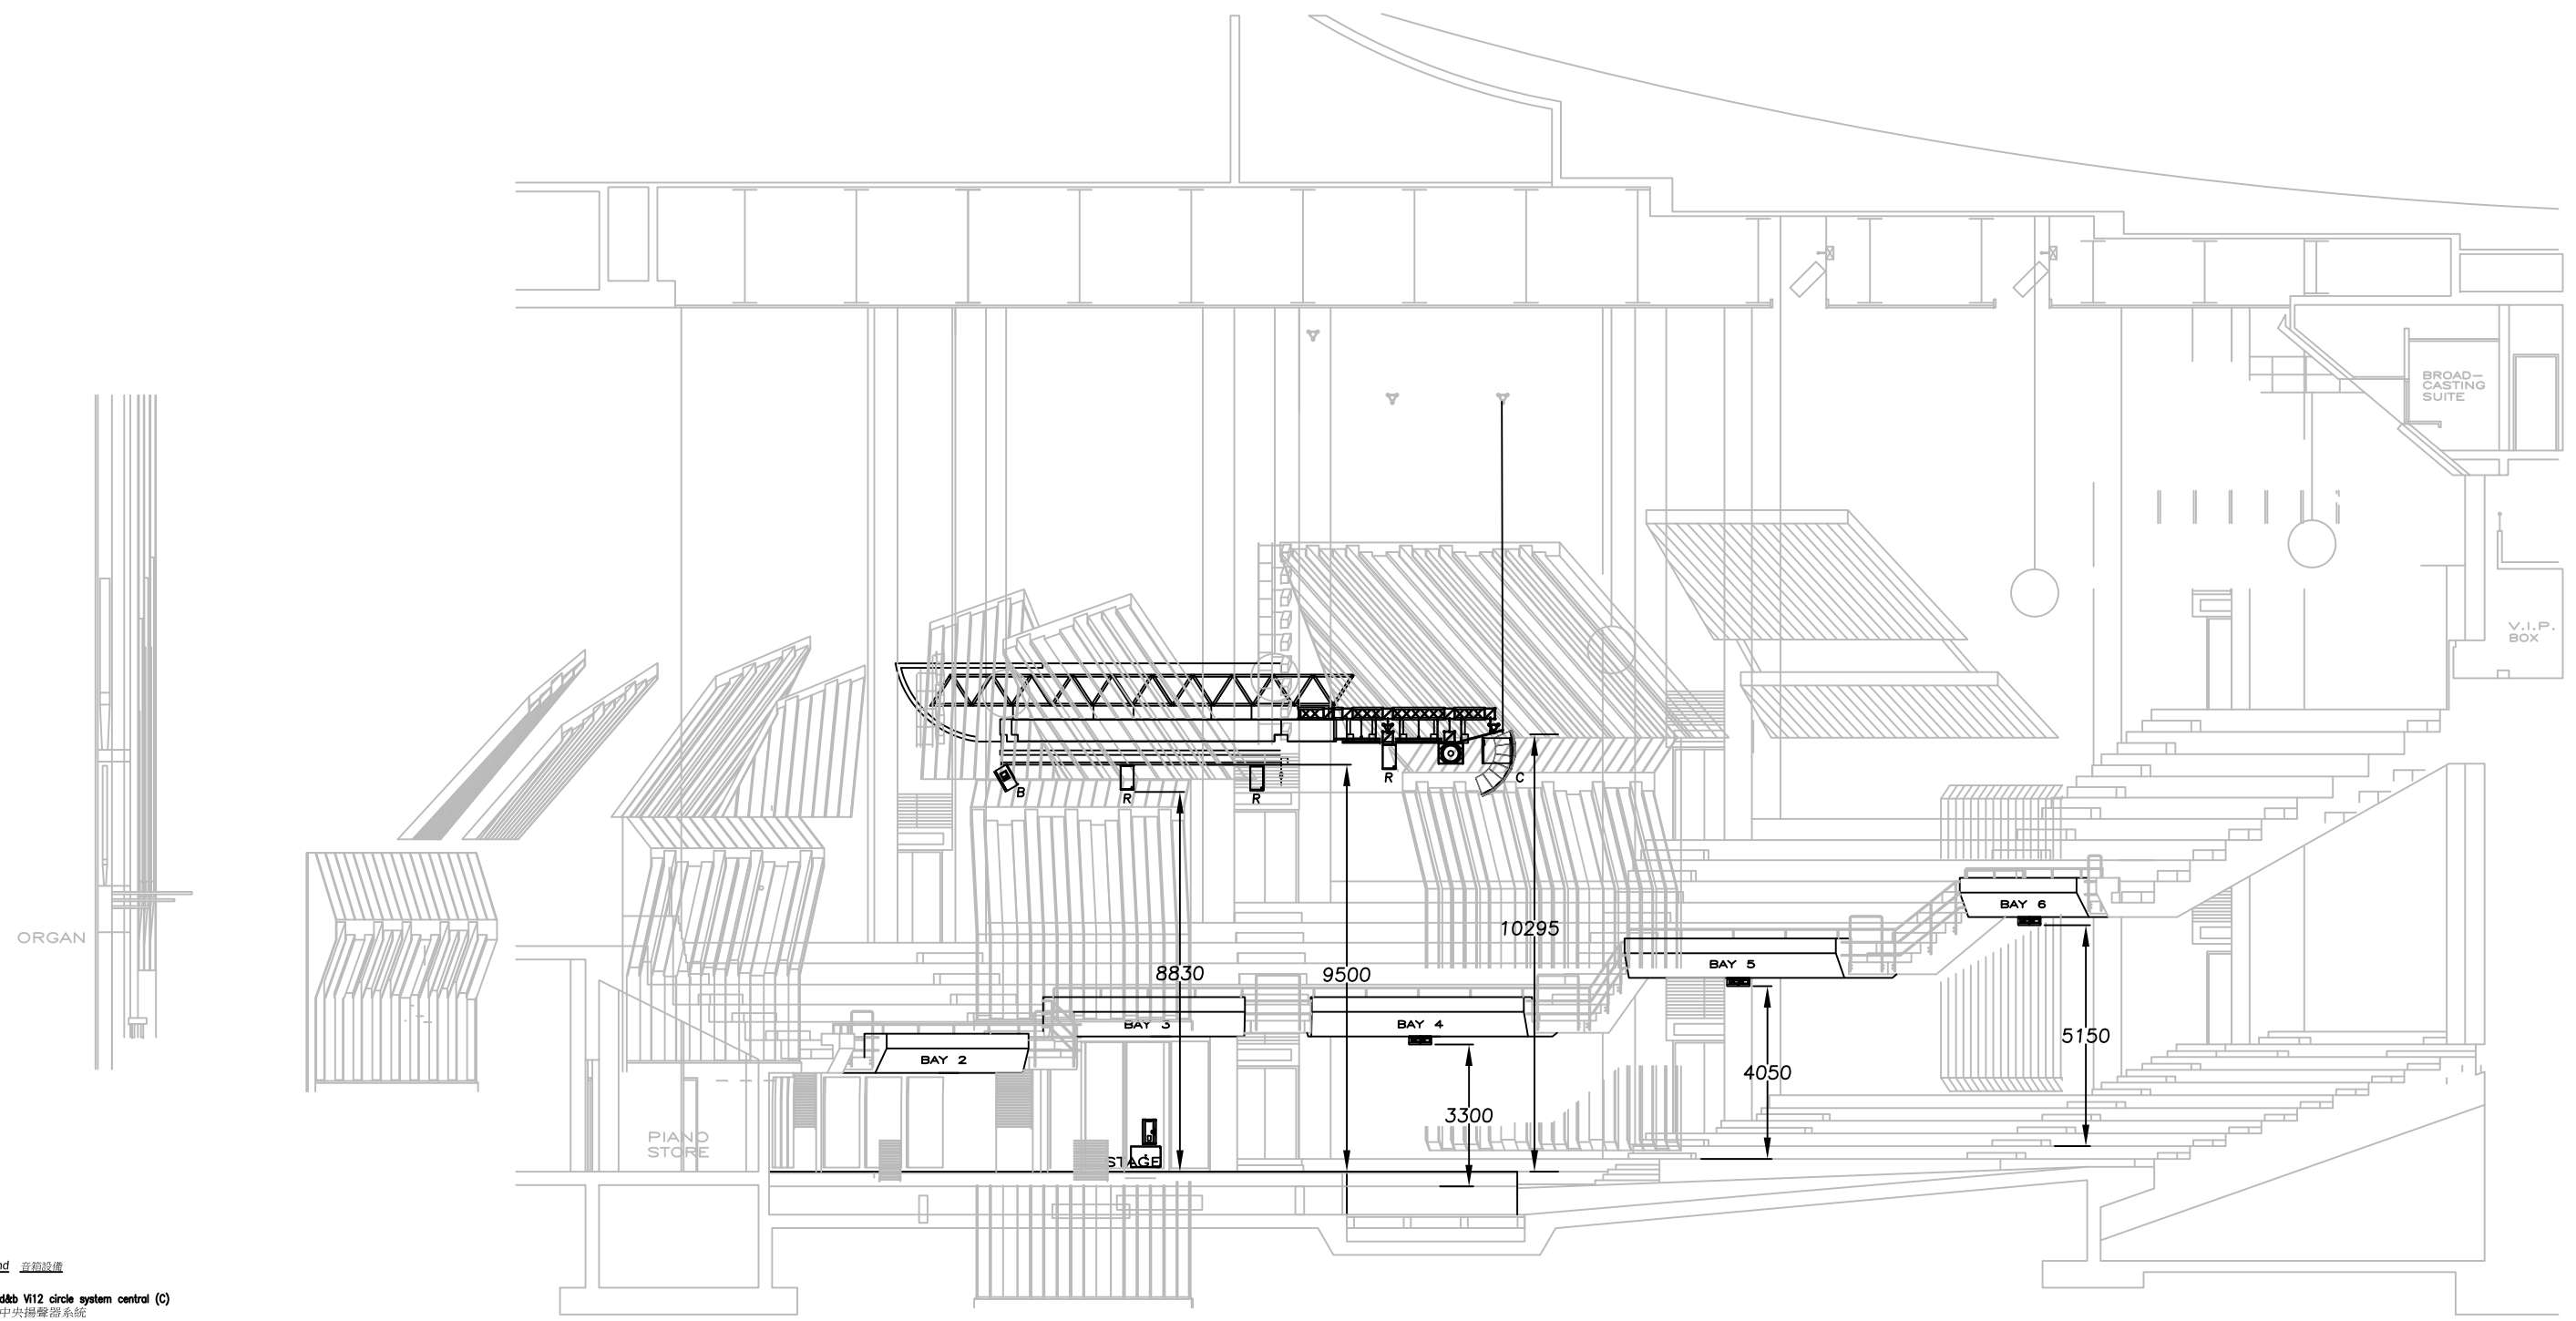 BROAD-
CASTING
SUITE
V.I.P.
BOX
B
R
R
R
C
BAY 6
ORGAN
10295
BAY 5
8830
9500
BAY 3
BAY 4
5150
BAY 2
4050
3300
PIANO
STORE
STAGE
音箱設備
d&b Vi12 circle system central (C)
中央揚聲器系統